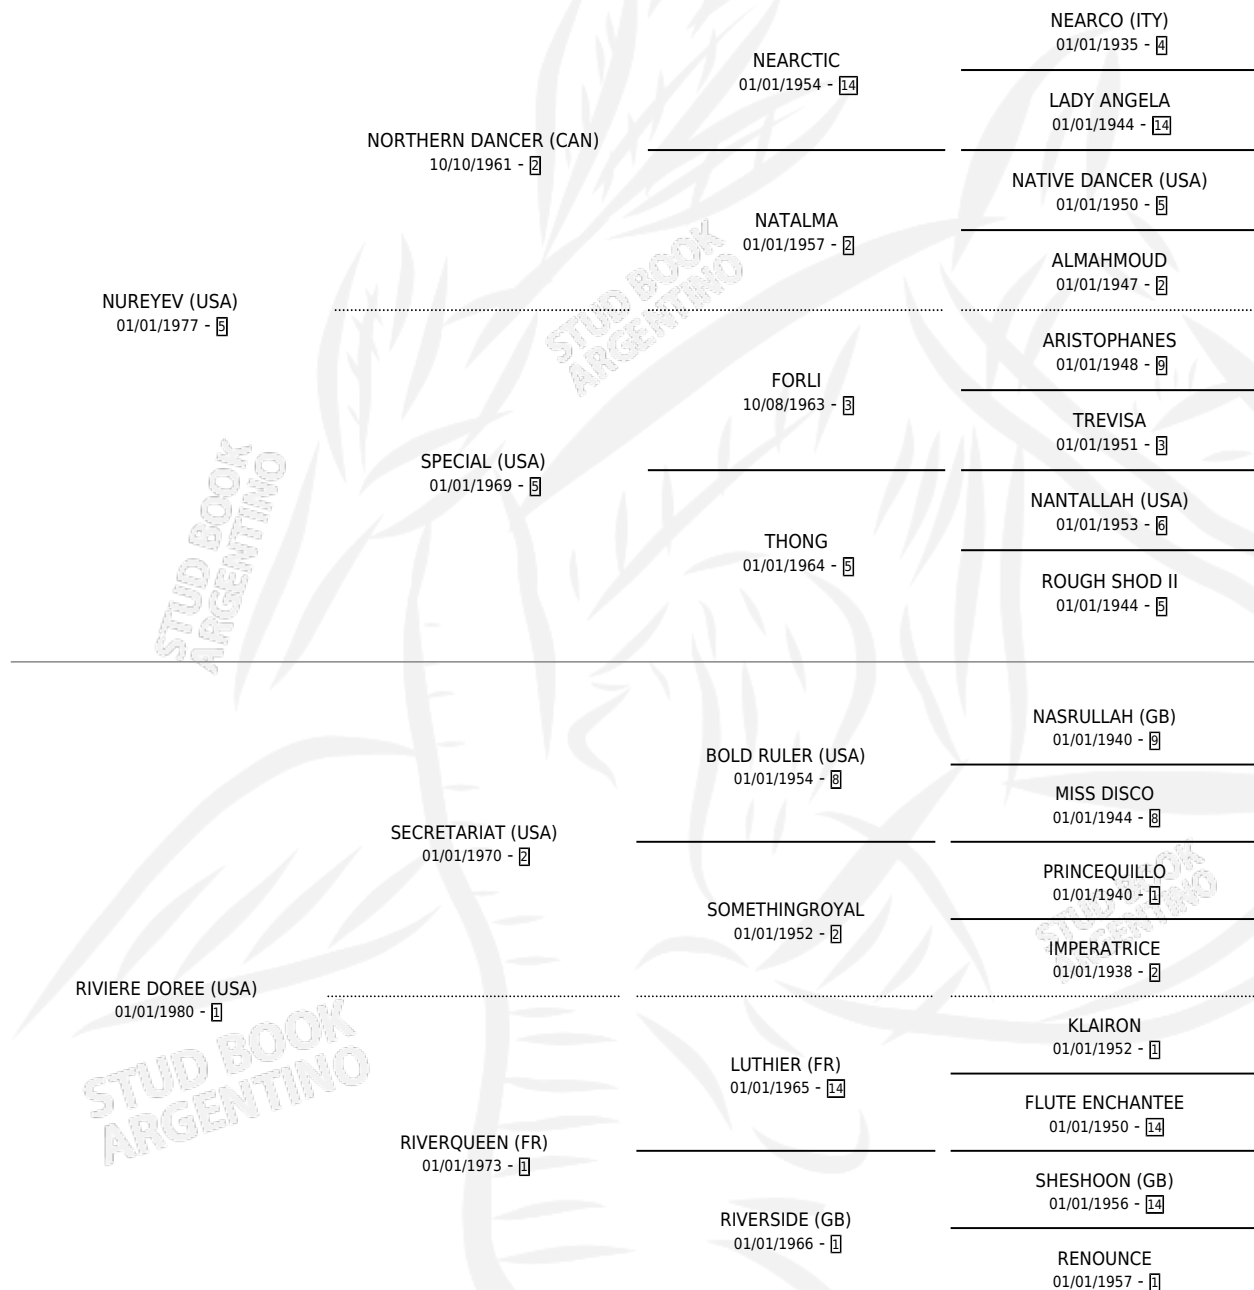 NUREYEV (USA)
01/01/1977 - 5
NORTHERN DANCER (CAN)
10/10/1961 - 2
SPECIAL (USA)
01/01/1969 - 5
NEARCTIC
01/01/1954 - 14
NATALMA
01/01/1957 - 2
FORLI
10/08/1963 - 3
THONG
01/01/1964 - 5
NEARCO (ITY)
01/01/1935 - 4
LADY ANGELA
01/01/1944 - 14
NATIVE DANCER (USA)
01/01/1950 - 5
ALMAHMOUD
01/01/1947 - 2
ARISTOPHANES
01/01/1948 - 9
TREVISA
01/01/1951 - 3
NANTALLAH (USA)
01/01/1953 - 6
ROUGH SHOD II
01/01/1944 - 5
STUD BOOK
ARGENTINO
STUD BOOK
ARGENTINO
RIVIERE DOREE (USA)
01/01/1980 - 1
SECRETARIAT (USA)
01/01/1970 - 2
RIVERQUEEN (FR)
01/01/1973 - 1
BOLD RULER (USA)
01/01/1954 - 8
SOMETHINGROYAL
01/01/1952 - 2
LUTHIER (FR)
01/01/1965 - 14
RIVERSIDE (GB)
01/01/1966 - 1
NASRULLAH (GB)
01/01/1940 - 9
MISS DISCO
01/01/1944 - 8
PRINCEQUILLO
01/01/1940 - 1
IMPERATRICE
01/01/1938 - 2
KLAIRON
01/01/1952 - 1
FLUTE ENCHANTEE
01/01/1950 - 14
SHESHOON (GB)
01/01/1956 - 14
RENOUNCE
01/01/1957 - 1
STUD BOOK
ARGENTINO
STUD BOOK
ARGENTINO